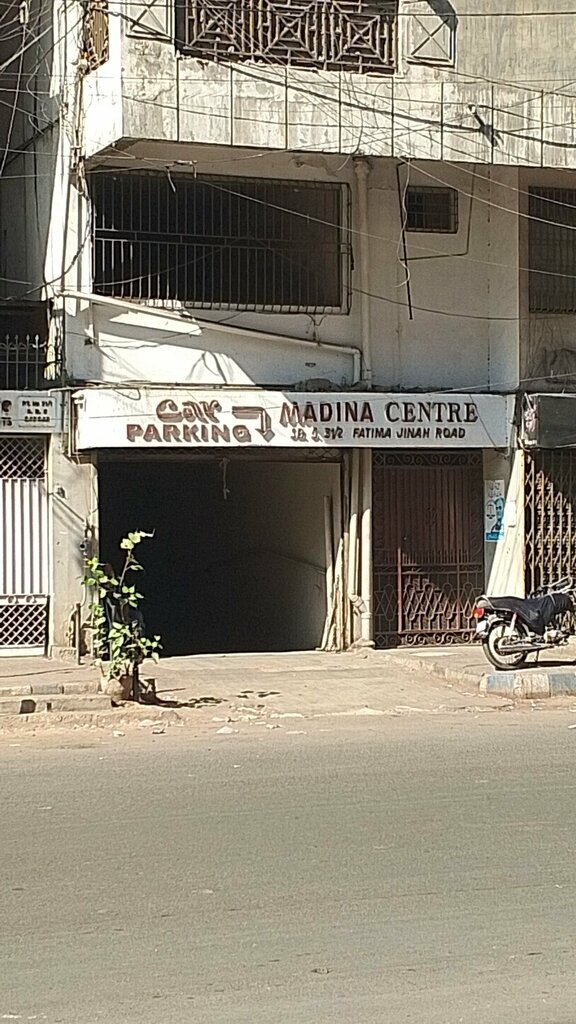 Car
PARKING
MADINA CENTRE
FATIMA JINAH ROAD